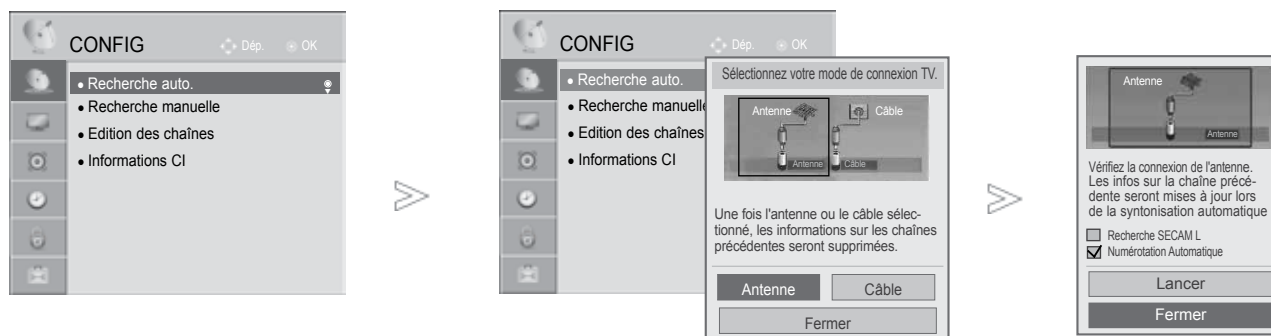 CONFIG
Dép. OK
• Recherche auto.
• Recherche manuelle
• Edition des chaînes
• Informations CI
>>
CONFIG
Dép. OK
• Recherche auto.
• Recherche manuelle
• Edition des chaînes
• Informations CI
Sélectionnez votre mode de connexion TV.
Antenne Câble
Antenne Câble
Une fois l'antenne ou le câble sélec-
tionné, les informations sur les chaînes
précédentes seront supprimées.
Antenne Câble
Fermer
>>
Antenne
Antenne
Vérifiez la connexion de l'antenne.
Les infos sur la chaîne précé-
dente seront mises à jour lors
de la syntonisation automatique
Recherche SECAM L
Numérotation Automatique
Lancer
Fermer